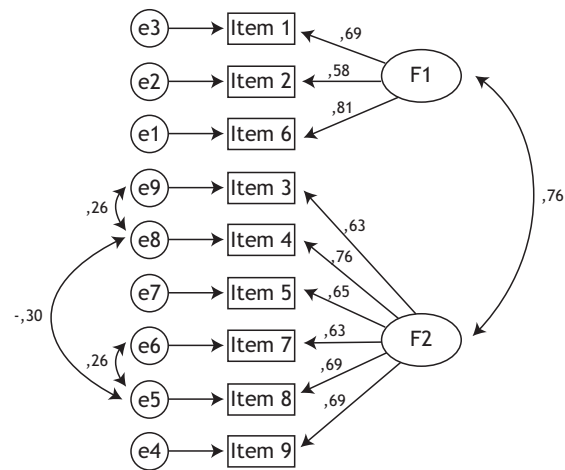 e3 Item 1 ,69
F1
e2 Item 2 ,58
,81
e1 Item 6
e9 Item 3
,26 ,63 ,76
e8 Item 4
,76
e7 Item 5 ,65
-,30
e6 Item 7 ,63 F2
,26 ,69
e5 Item 8
,69
e4 Item 9